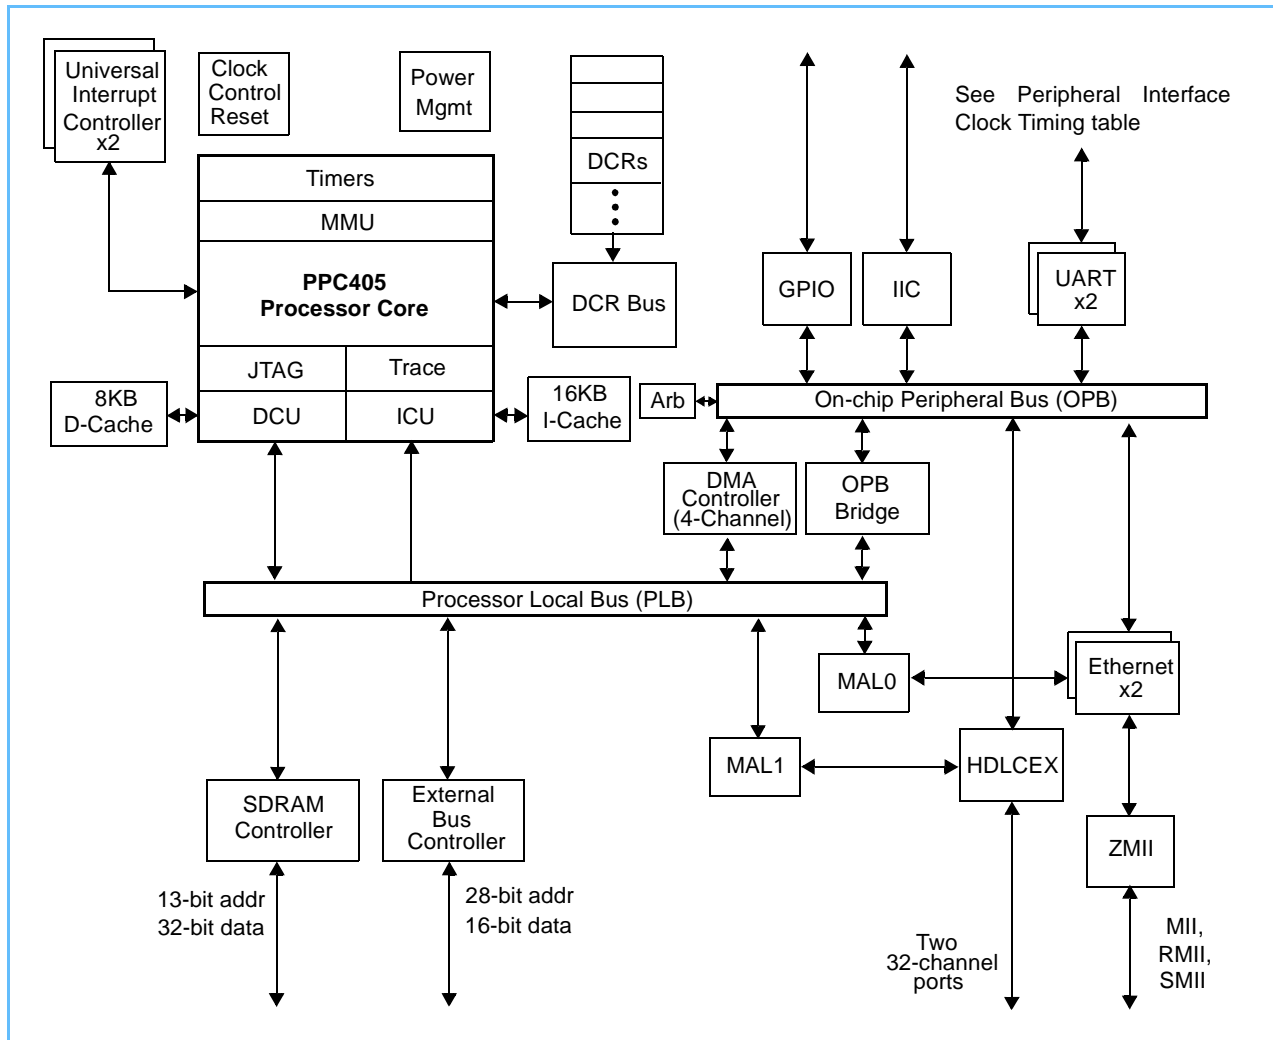 Universal
Interrupt
Controller
x2
Clock
Control
Reset
Power
Mgmt
DCRs
See Peripheral Interface
Clock Timing table
Timers
MMU
PPC405
Processor Core
DCR Bus
GPIO
IIC
UART
x2
JTAG
Trace
8KB
D-Cache
DCU
ICU
16KB
I-Cache
Arb
On-chip Peripheral Bus (OPB)
DMA
Controller
(4-Channel)
OPB
Bridge
Processor Local Bus (PLB)
MAL0
Ethernet
x2
MAL1
HDLCEX
SDRAM
Controller
External
Bus
Controller
ZMII
13-bit addr
32-bit data
28-bit addr
16-bit data
Two
32-channel
ports
MII,
RMII,
SMII